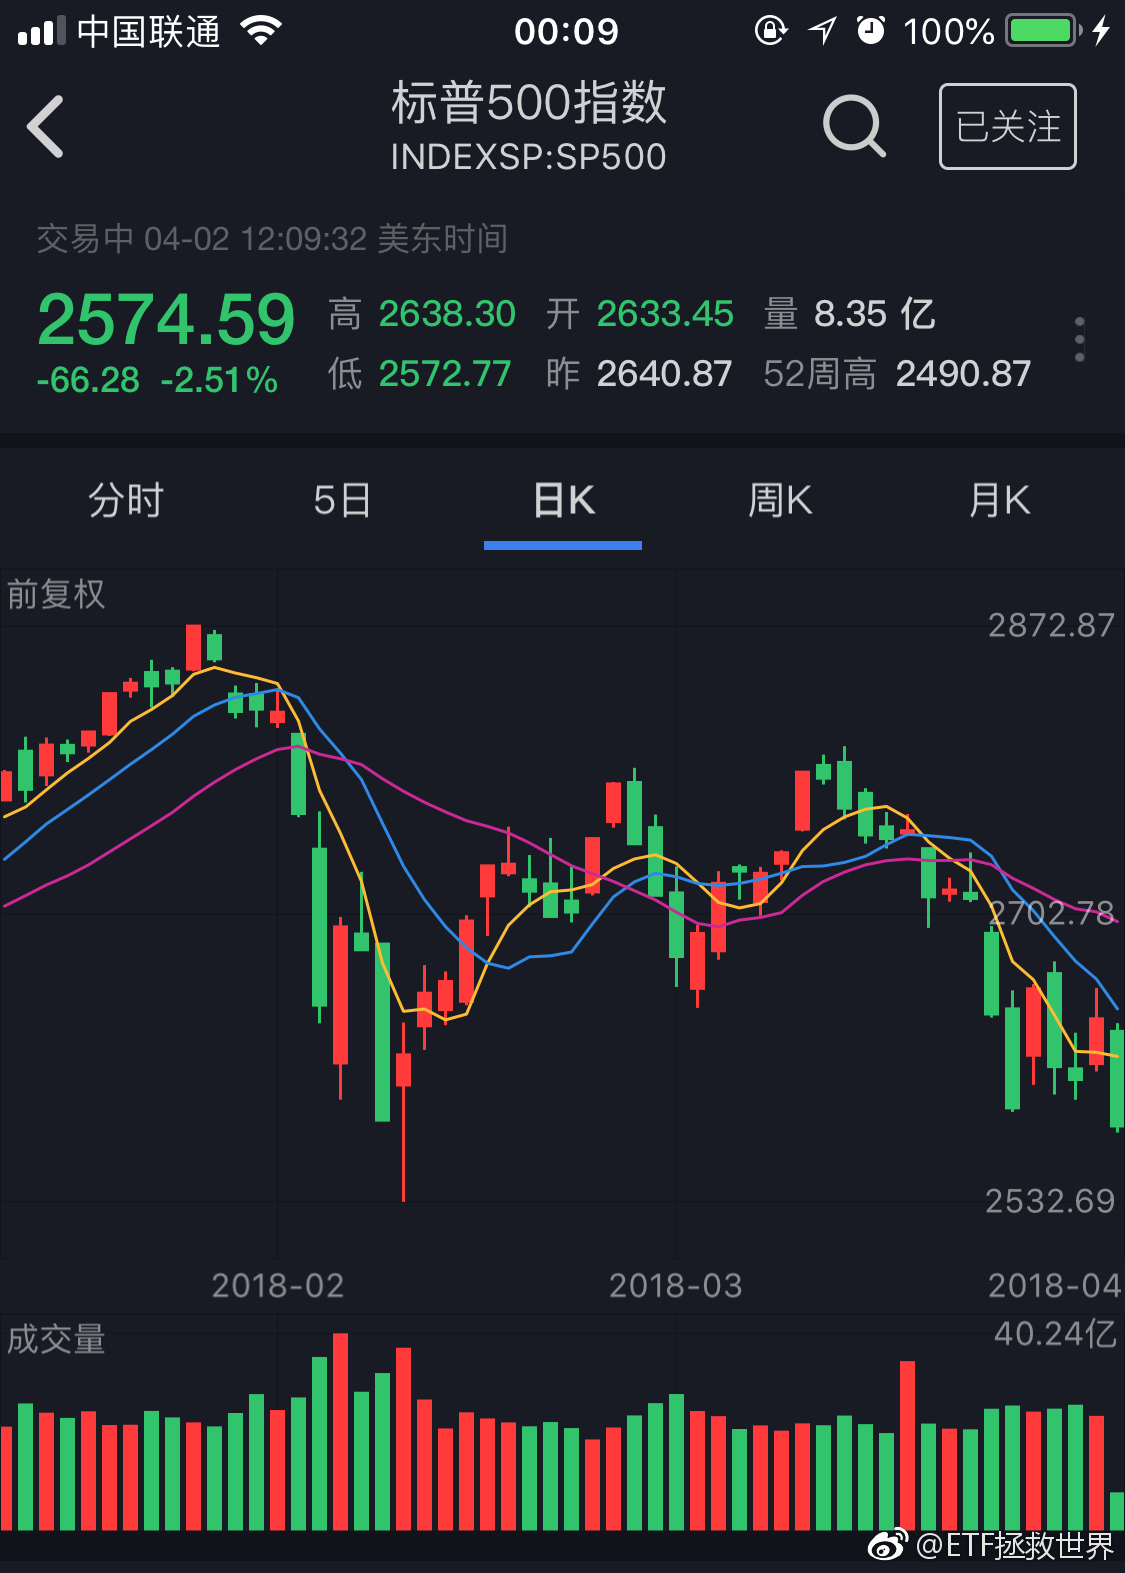 中国联通 00:09 100%
标普500指数
INDEXSP:SP500
已关注
交易中 04-02 12:09:32 美东时间
2574.59
-66.28 -2.51%
高 2638.30 开 2633.45 量 8.35 亿
低 2572.77 昨 2640.87 52周高 2490.87
分时 5日 日K 周K 月K
前复权
2872.87
2702.78
2532.69
2018-02 2018-03 2018-04
成交量
40.24亿
@ETF拯救世界